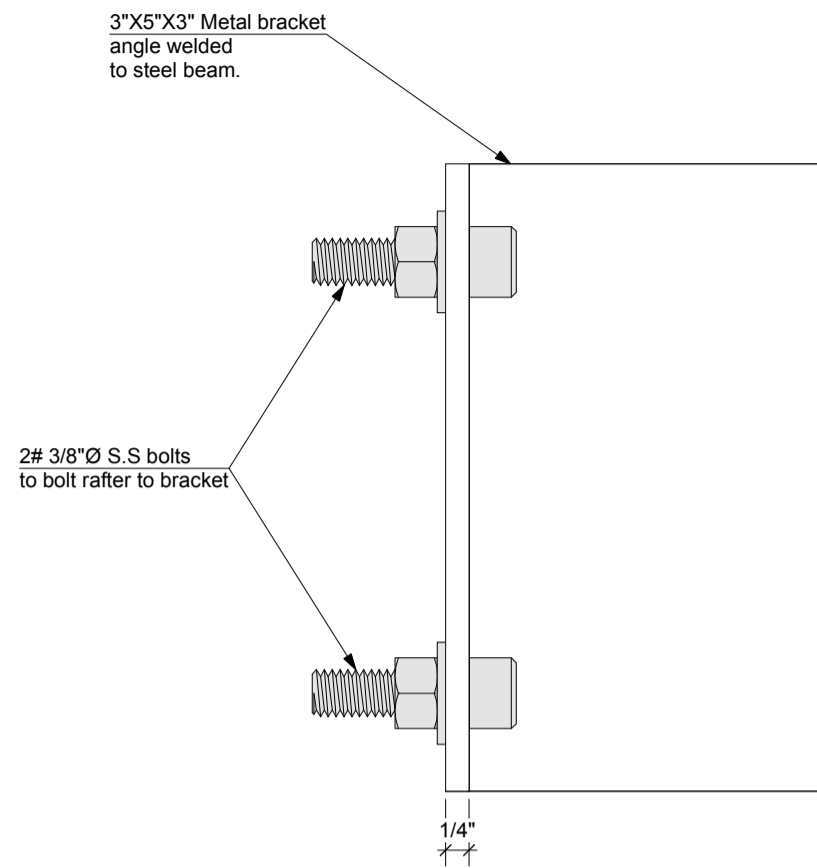 3"X5"X3" Metal bracket
angle welded
to steel beam.
2# 3/8"Ø S.S bolts
to bolt rafter to bracket
1/4"